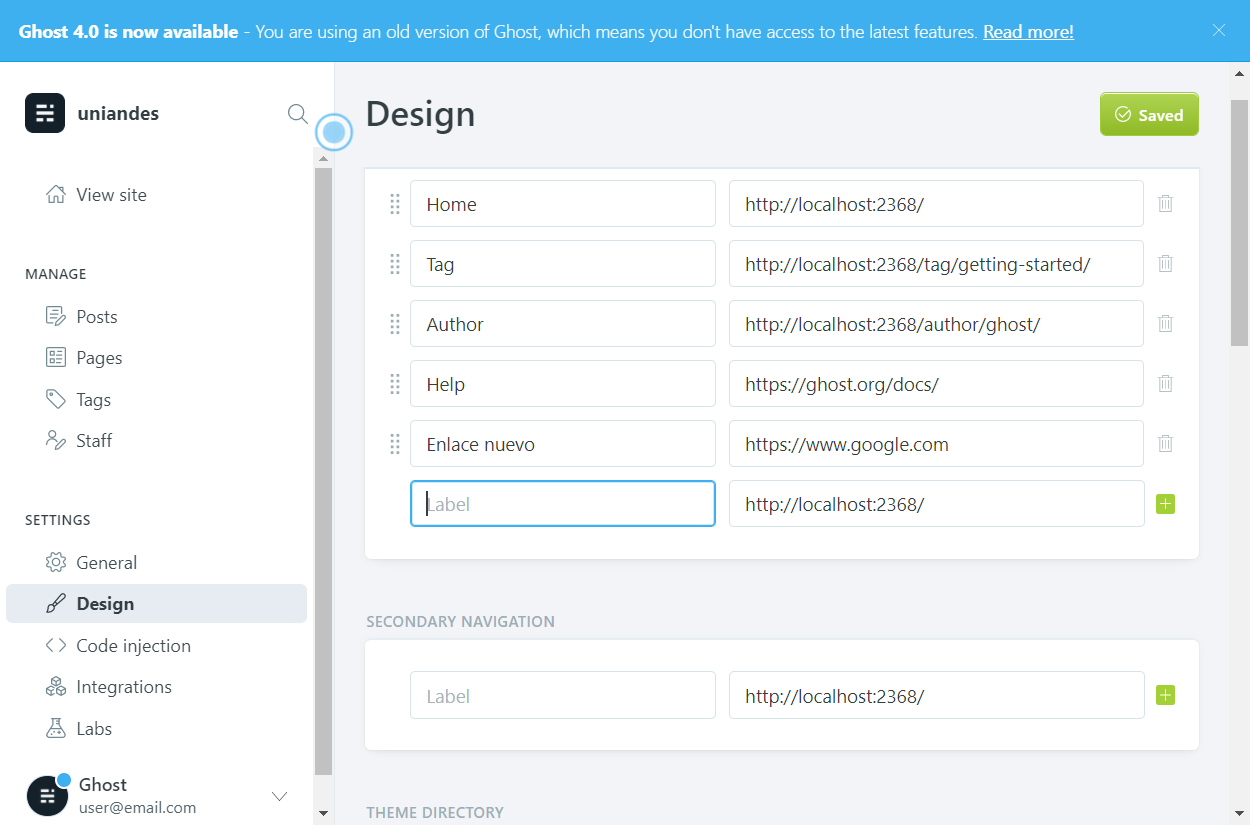 Ghost 4.0 is now available - You are using an old version of Ghost, which means you don't have access to the latest features. Read more!
uniandes
View site
MANAGE
Posts
Pages
Tags
Staff
SETTINGS
General
Design
Code injection
Integrations
Labs
Ghost
user@email.com
Design
Saved
Home http://localhost:2368/
Tag http://localhost:2368/tag/getting-started/
Author http://localhost:2368/author/ghost/
Help https://ghost.org/docs/
Enlace nuevo https://www.google.com
Label http://localhost:2368/
SECONDARY NAVIGATION
Label http://localhost:2368/
THEME DIRECTORY